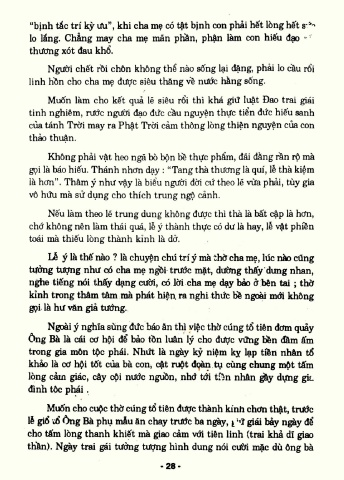 "bịnh tắc trí kỳ ưu", khi cha mẹ có tật bịnh con phải hết lòng hết
lo lắng. Chẳng may cha mẹ mãn phần, phận làm con hiếu đạo
thương xót đau khổ.
Người chết rồi chôn không thể nào sống lại đặng, phải lo cầu rỗi
linh hồn cho cha mẹ được siêu thăng về nước hằng sống.
Muốn làm cho kết quả lẽ siêu rỗi thì khá giữ luật Đạo trai giái
tinh nghiêm, rước người đạo đức cầu nguyện thực tiển đức hiếu sanh
của tánh Trời may ra Phật Trời cảm thông lòng thiện nguyện của con
thảo thuận.
Không phải vật heo ngã bò bộn bề thực phẩm, đãi đằng rần rộ mà
gọi là báo hiếu. Thánh nhơn dạy : "Tang thà thương là quí, lễ thà kiệm
là hơn". Thâm ý như vậy là biểu người đời cứ theo lẽ vừa phải, tùy gia
vô hữu mà sử dụng cho thích trung ngộ cảnh.
Nếu làm theo lẽ trung dung không được thì thà là bất cập là hơn,
chớ không nên làm thái quá, lễ ý thành thực có dư là hay, lễ vật phiền
toái mà thiếu lòng thành kinh là dở.
Lễ ý là thế nào ? là chuyện chú trí ý mà thờ cha mẹ, lúc nào cũng
tưởng tượng như có cha mẹ ngồi trước mặt, dường thấy dung nhan,
nghe tiếng nói thấy dạng cười, có lời cha mẹ dạy bảo ở bên tai ; thờ
kính trong thâm tâm mà phát hiện ra nghi thức bề ngoài mới không
gọi là hư văn giả tưởng.
Ngoài ý nghĩa sùng đức báo ân thì việc thờ cúng tổ tiên đơm quảy
Ông Bà là cái cơ hội để bảo tồn luân lý cho được vững bền đầm ấm
trong gia môn tộc phái. Nhứt là ngày kỷ niệm kỵ lạp tiền nhân tổ
khảo là cơ hội tốt của bà con, cật ruột đoàn tụ cùng chung một tấm
lòng cảm giác, cây cội nước nguồn, nhớ tới tiền nhân gầy dựng
đình tộc phái .
Muốn cho cuộc thờ cúng tổ tiên được thành kính chơn thật, trước
lễ giổ Ông Bà phụ mẫu ăn chay trước ba ngày, giái bảy ngày để
cho tấm lòng thanh khiết mà giao cảm với tiên linh (trai khả dĩ giao
thần). Ngày trai gái tưởng tượng hình dung nói cười mặc dù ông bà
- 28 -